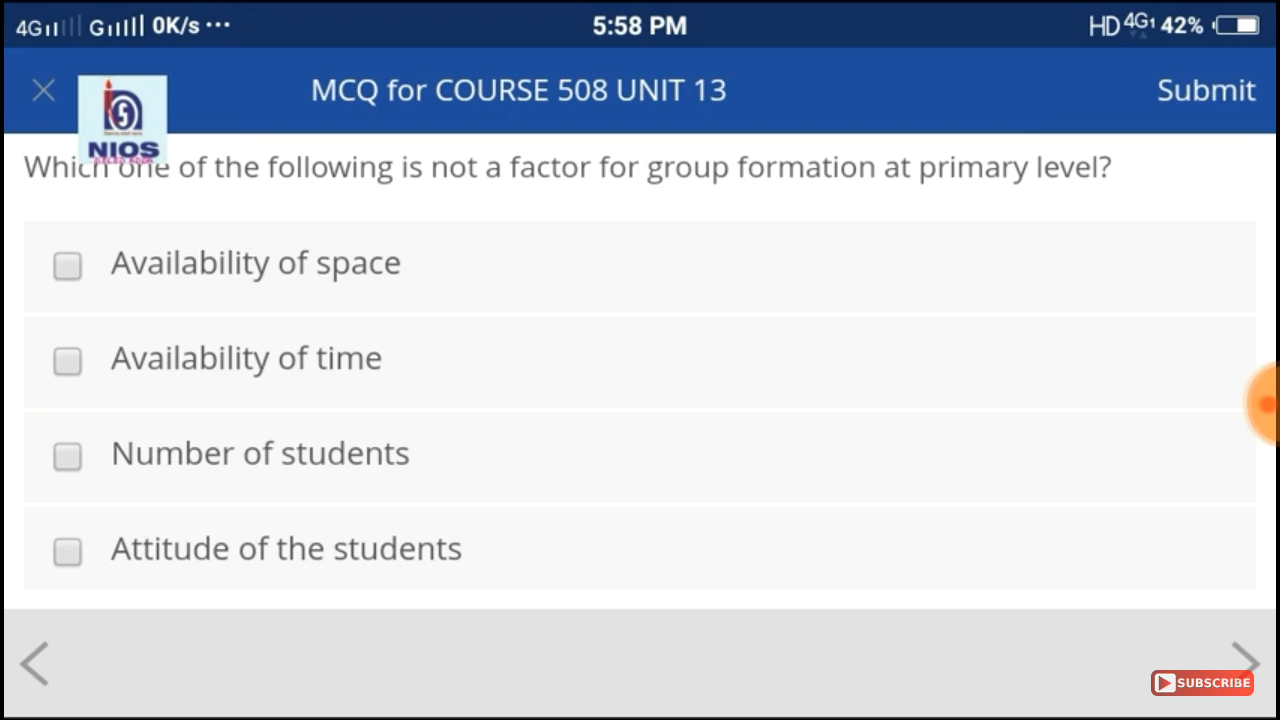 4G G 0K/s ··· 5:58 PM HD 4G 42%
MCQ for COURSE 508 UNIT 13 Submit
NIOS
Which one of the following is not a factor for group formation at primary level?
Availability of space
Availability of time
Number of students
Attitude of the students
SUBSCRIBE